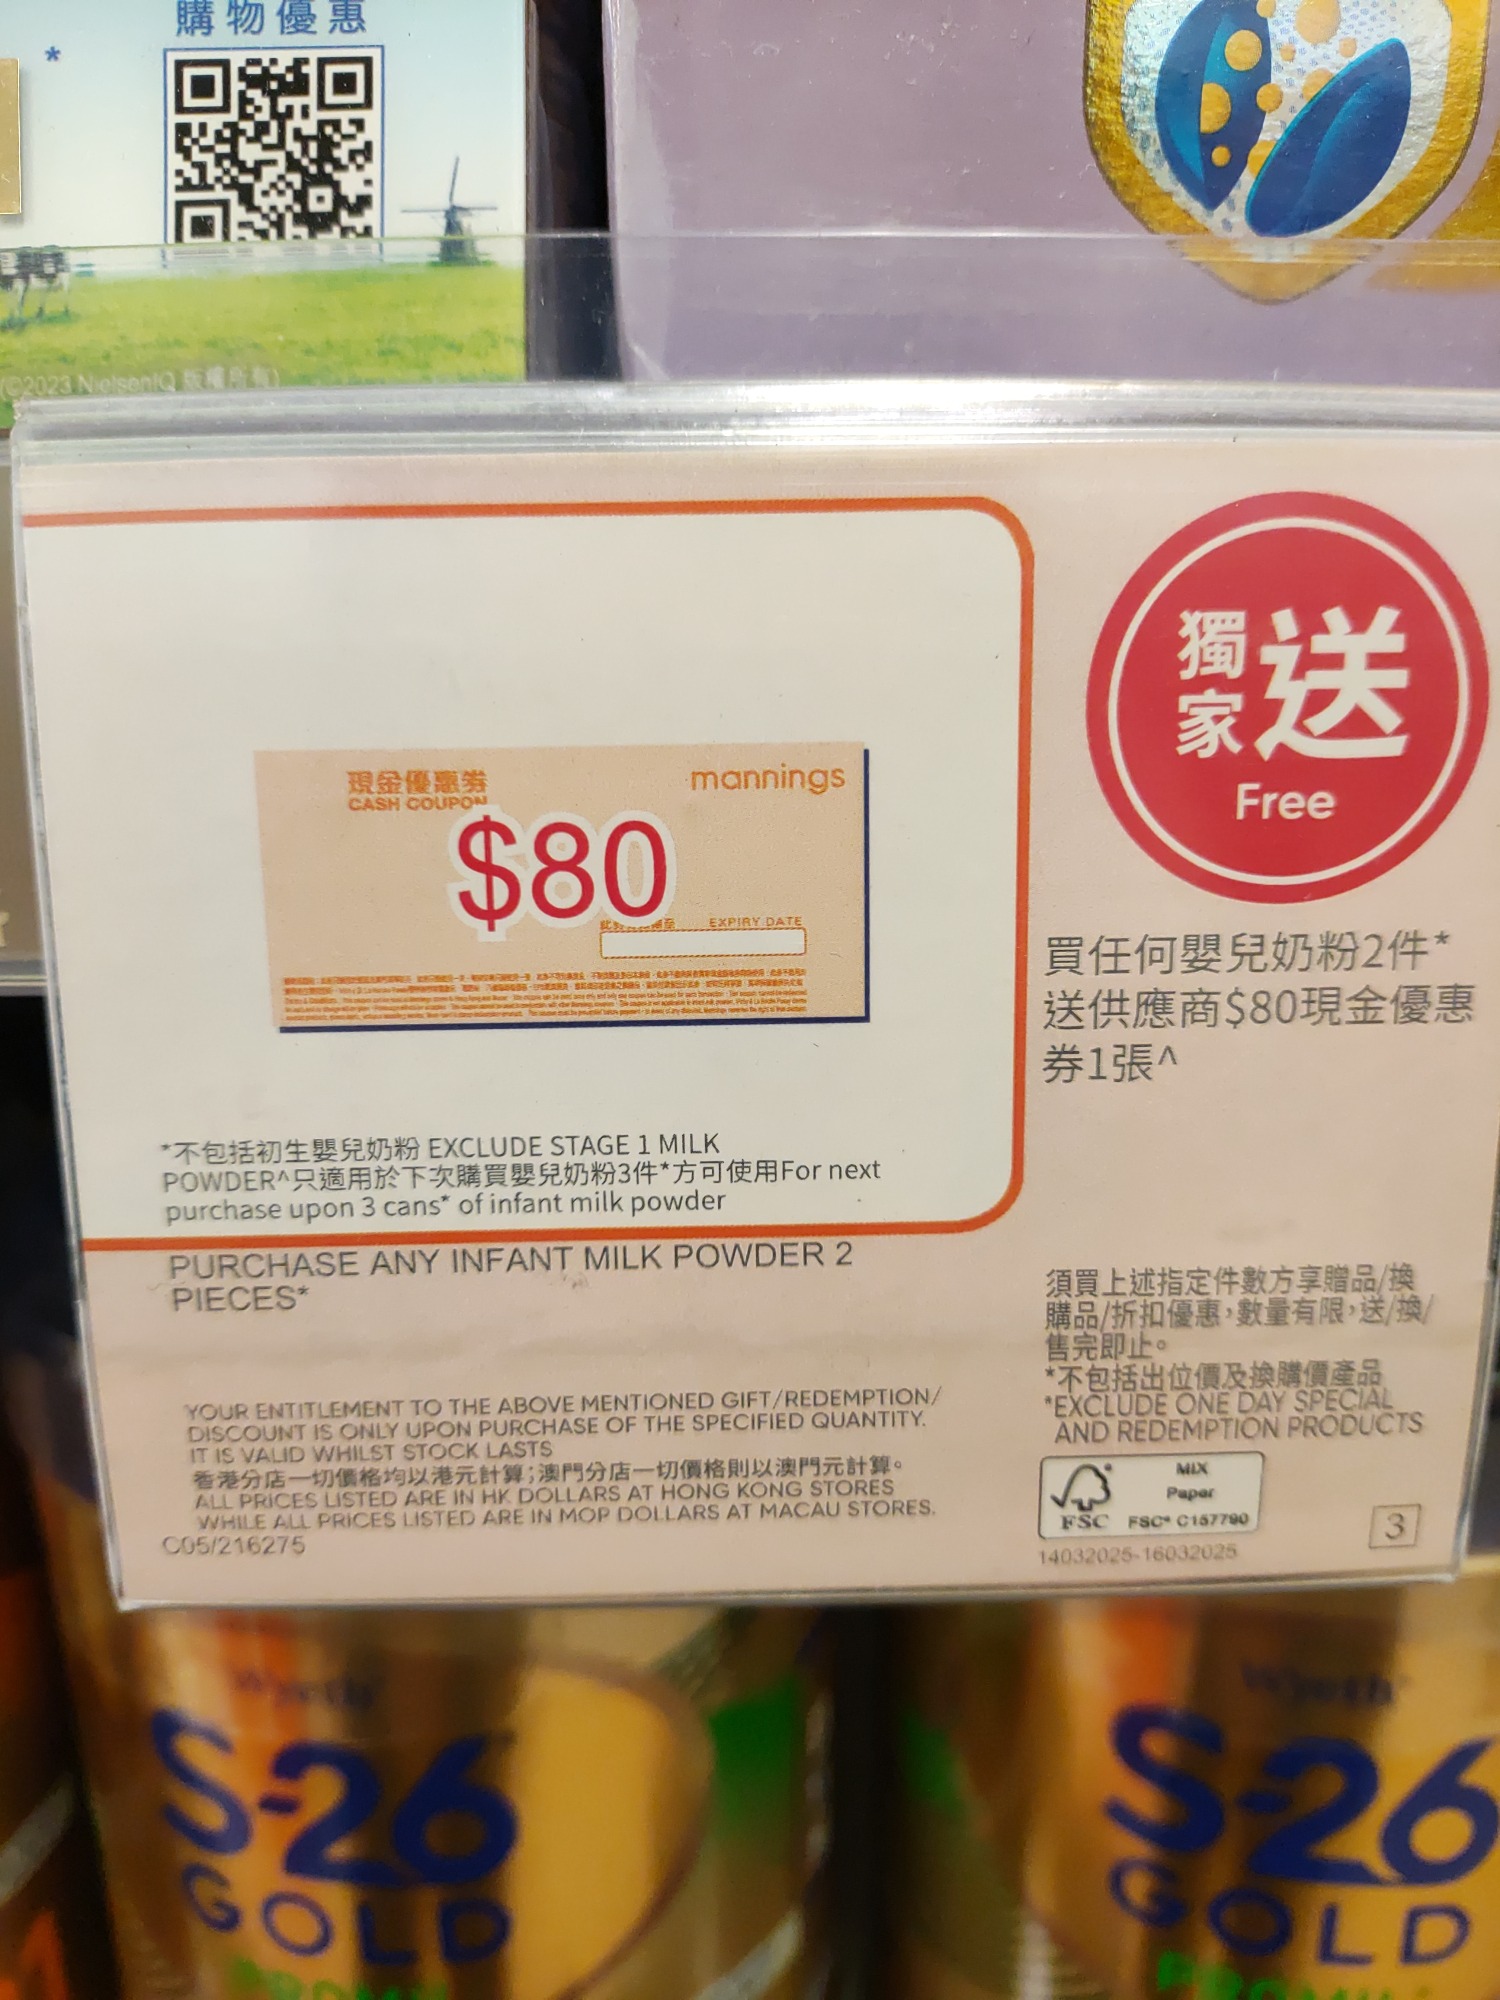 購物優惠
*
(©2023 NielsenIQ 版權所有)
現金優惠券
CASH COUPON
mannings
$80
EXPIRY DATE
獨家送
Free
買任何嬰兒奶粉2件*
送供應商$80現金優惠
券1張^
*不包括初生嬰兒奶粉 EXCLUDE STAGE 1 MILK
POWDER^只適用於下次購買嬰兒奶粉3件*方可使用For next
purchase upon 3 cans* of infant milk powder
PURCHASE ANY INFANT MILK POWDER 2
PIECES*
須買上述指定件數方享贈品/換
購品/折扣優惠,數量有限,送/換/
售完即止。
*不包括出位價及換購價產品
*EXCLUDE ONE DAY SPECIAL
AND REDEMPTION PRODUCTS
YOUR ENTITLEMENT TO THE ABOVE MENTIONED GIFT/REDEMPTION/
DISCOUNT IS ONLY UPON PURCHASE OF THE SPECIFIED QUANTITY.
IT IS VALID WHILST STOCK LASTS
香港分店一切價格均以港元計算;澳門分店一切價格則以澳門元計算。
ALL PRICES LISTED ARE IN HK DOLLARS AT HONG KONG STORES
WHILE ALL PRICES LISTED ARE IN MOP DOLLARS AT MACAU STORES.
C05/216275
MIX
Paper
FSC
FSC® C157790
3
14032025-16032025
Wyeth
S-26
GOLD
Wyeth
S-26
GOLD